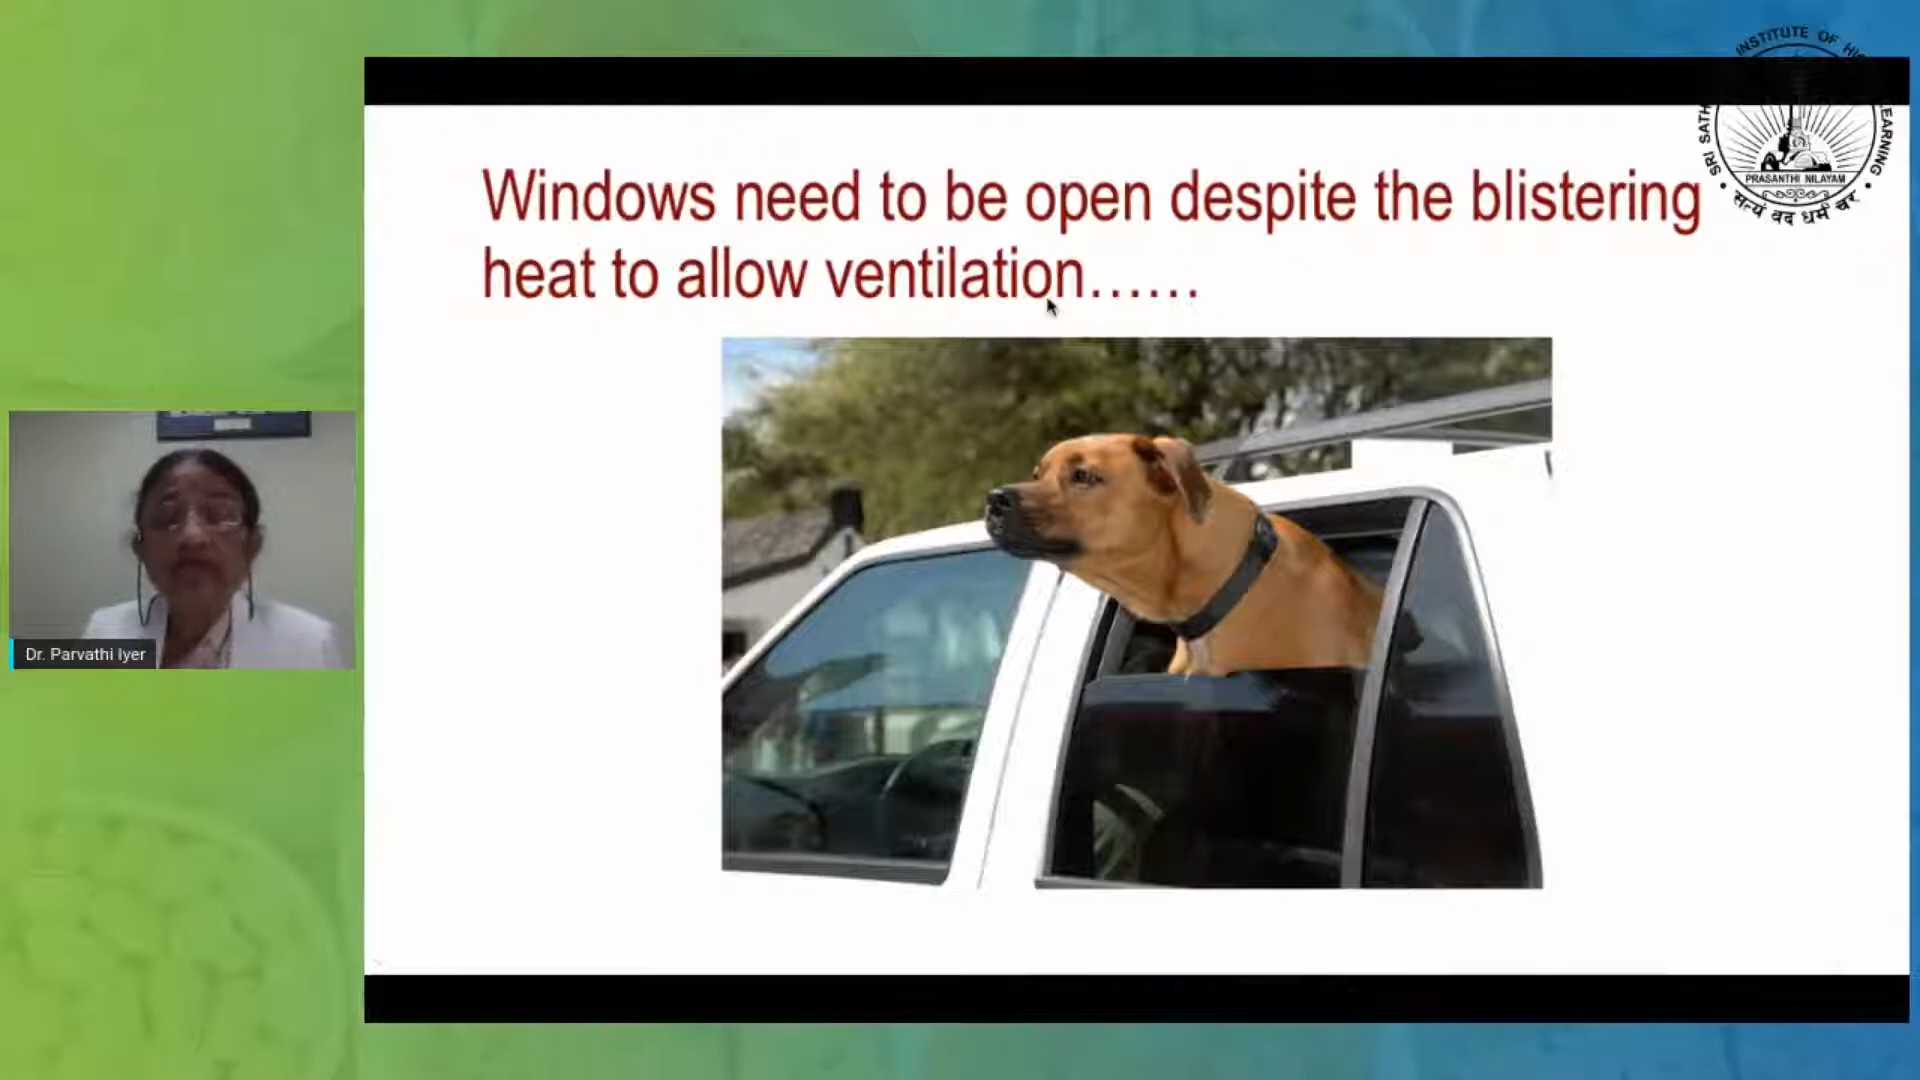 Windows need to be open despite the blistering
heat to allow ventilation......
Dr. Parvathi Iyer
INSTITUTE OF
SRI SATH
LEARNING
PRASANTHI NILAYAM
सत्यं वद धर्मं चर